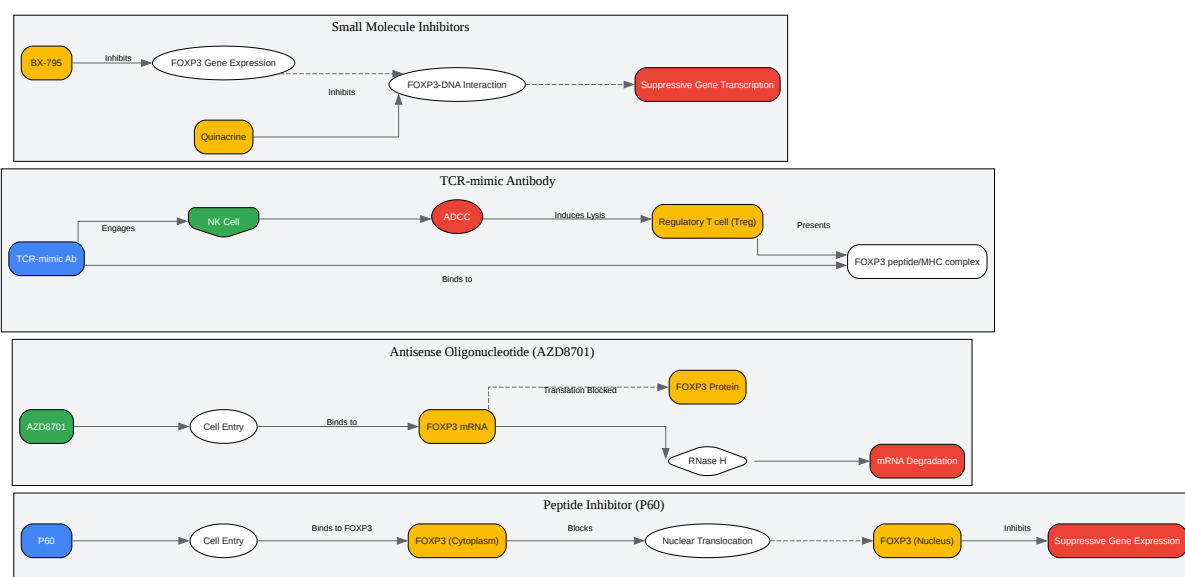 Small Molecule Inhibitors
BX-795
Inhibits
FOXP3 Gene Expression
Inhibits
FOXP3-DNA Interaction
Suppressive Gene Transcription
Quinacrine
TCR-mimic Antibody
TCR-mimic Ab
Engages
NK Cell
ADCC
Induces Lysis
Regulatory T cell (Treg)
Presents
FOXP3 peptide/MHC complex
Binds to
Antisense Oligonucleotide (AZD8701)
AZD8701
Cell Entry
Binds to
FOXP3 mRNA
Translation Blocked
FOXP3 Protein
RNase H
mRNA Degradation
Peptide Inhibitor (P60)
P60
Cell Entry
Binds to FOXP3
FOXP3 (Cytoplasm)
Blocks
Nuclear Translocation
FOXP3 (Nucleus)
Inhibits
Suppressive Gene Expression